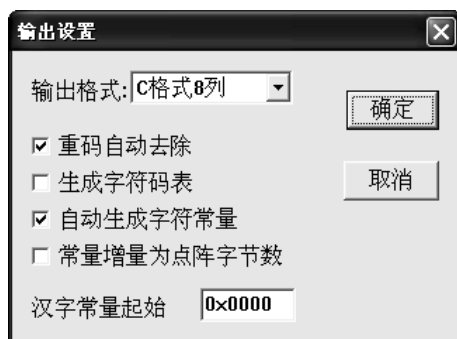 输出设置
输出格式: C格式8列
确定
重码自动去除
生成字符码表
取消
自动生成字符常量
常量增量为点阵字节数
汉字常量起始 0x0000